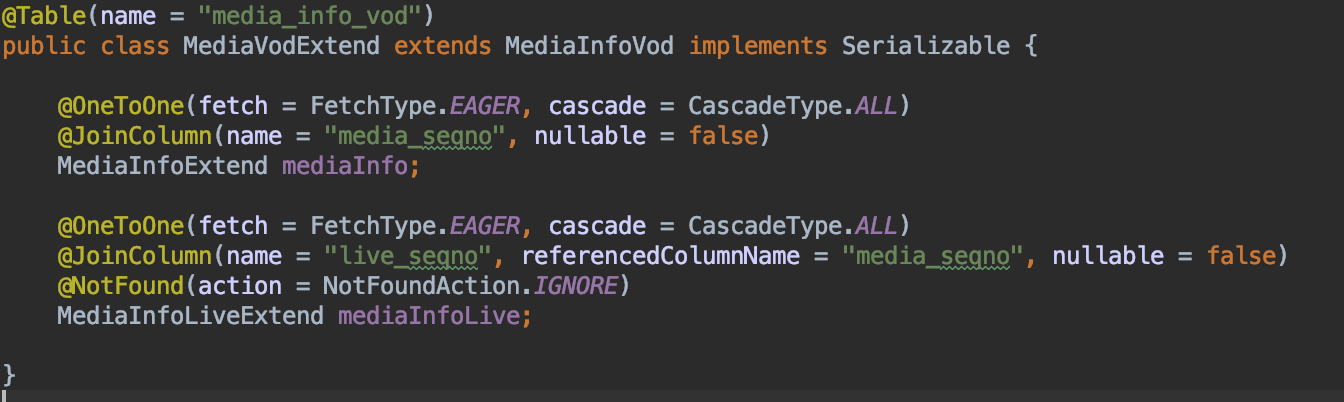 @Table(name = "media_info_vod")
public class MediaVodExtend extends MediaInfoVod implements Serializable {
@OneToOne(fetch = FetchType.EAGER, cascade = CascadeType.ALL)
@JoinColumn(name = "media_seqno", nullable = false)
MediaInfoExtend mediaInfo;
@OneToOne(fetch = FetchType.EAGER, cascade = CascadeType.ALL)
@JoinColumn(name = "live_seqno", referencedColumnName = "media_seqno", nullable = false)
@NotFound(action = NotFoundAction.IGNORE)
MediaInfoLiveExtend mediaInfoLive;
}